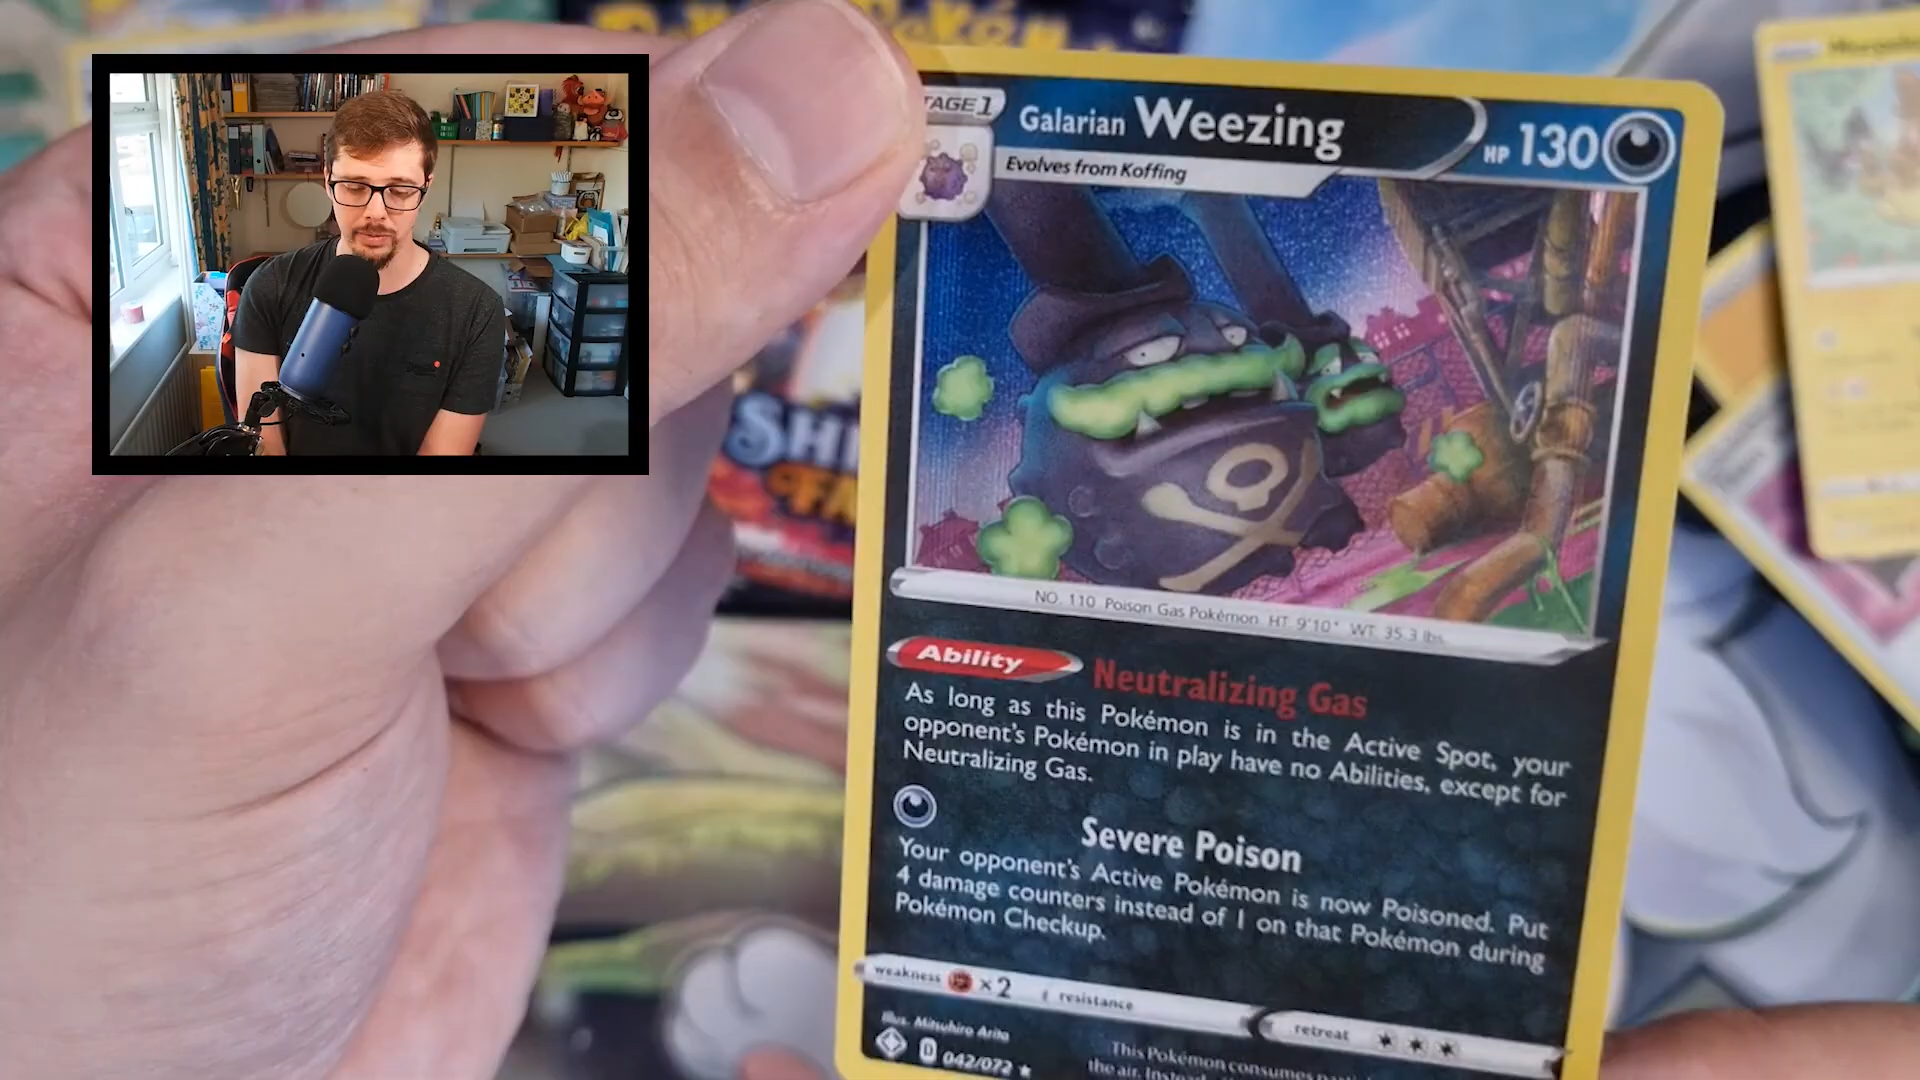 TAGE 1
Galarian Weezing
HP 130
Evolves from Koffing
NO. 110 Poison Gas Pokémon HT 9'10" WT. 35.3 lbs.
Ability Neutralizing Gas
As long as this Pokémon is in the Active Spot, your
opponent's Pokémon in play have no Abilities, except for
Neutralizing Gas.
Severe Poison
Your opponent's Active Pokémon is now Poisoned. Put
4 damage counters instead of 1 on that Pokémon during
Pokémon Checkup.
weakness ×2 resistance
retreat
Illus. Mitsuhiro Arita
D 042/072
This Pokémon consumes
the air.
SHI
FA